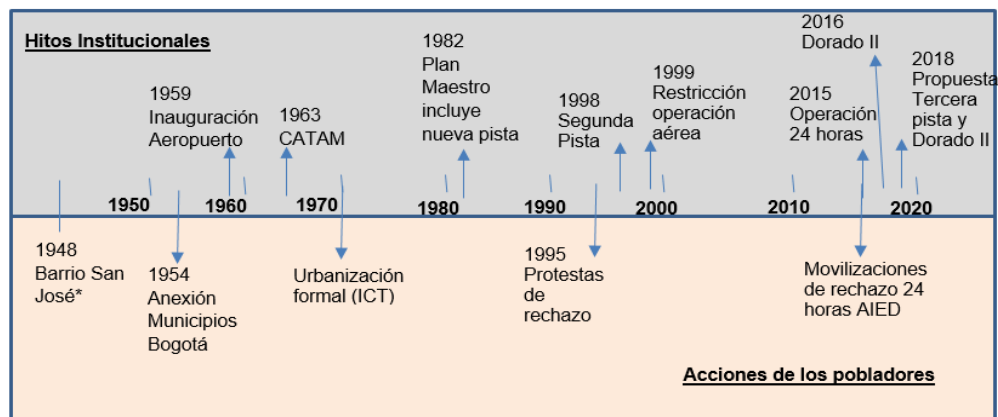 Hitos Institucionales
1959
Inauguración
Aeropuerto
1963
CATAM
1982
Plan
Maestro
incluye
nueva pista
1998
Segunda
Pista
1999
Restricción
operación
aérea
2015
Operación
24 horas
2016
Dorado II
2018
Propuesta
Tercera
pista y
Dorado II
1950
1960
1970
1980
1990
2000
2010
2020
1948
Barrio San
José*
1954
Anexión
Municipios
Bogotá
Urbanización
formal (ICT)
1995
Protestas
de
rechazo
Movilizaciones
de rechazo 24
horas AIED
Acciones de los pobladores